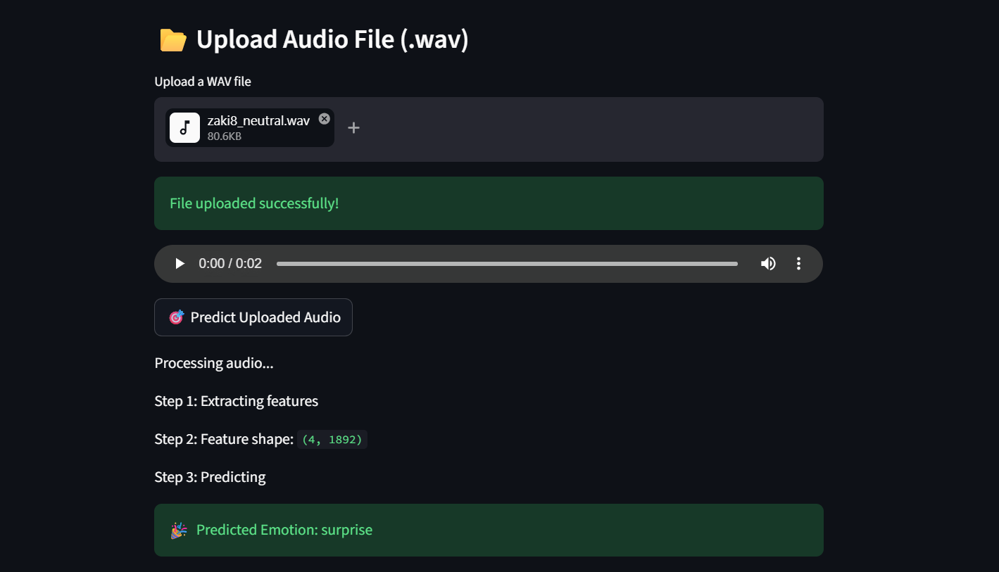 📂 Upload Audio File (.wav)
Upload a WAV file
zaki8_neutral.wav
80.6KB
File uploaded successfully!
0:00 / 0:02
🎯 Predict Uploaded Audio
Processing audio...
Step 1: Extracting features
Step 2: Feature shape: (4, 1892)
Step 3: Predicting
🎉 Predicted Emotion: surprise